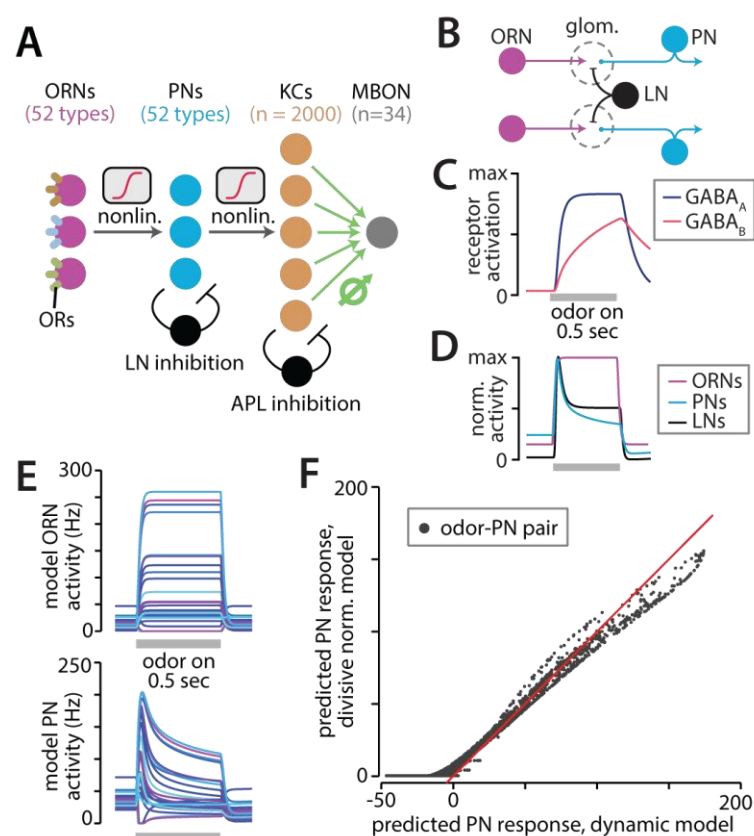 A
ORNs
(52 types)
PNs
(52 types)
KCs
(n = 2000)
MBON
(n=34)
nonlin.
nonlin.
ORs
LN inhibition
APL inhibition
B
ORN
glom.
PN
LN
C
max
0
receptor
activation
GABAA
GABAB
odor on
0.5 sec
D
max
0
norm.
activity
ORNs
PNs
LNs
E
300
0
model ORN
activity (Hz)
odor on
0.5 sec
250
0
model PN
activity (Hz)
F
200
0
predicted PN response,
divisive norm. model
odor-PN pair
-50
0
200
predicted PN response, dynamic model